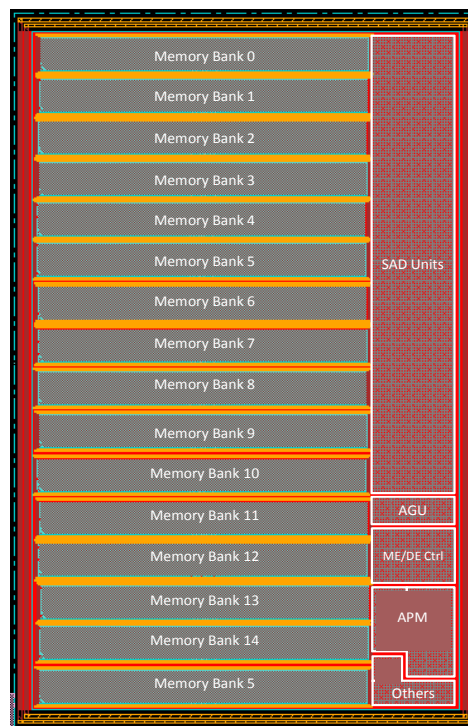 Memory Bank 0
Memory Bank 1
Memory Bank 2
Memory Bank 3
Memory Bank 4
Memory Bank 5
SAD Units
Memory Bank 6
Memory Bank 7
Memory Bank 8
Memory Bank 9
Memory Bank 10
Memory Bank 11
AGU
Memory Bank 12
ME/DE Ctrl
Memory Bank 13
APM
Memory Bank 14
Memory Bank 5
Others